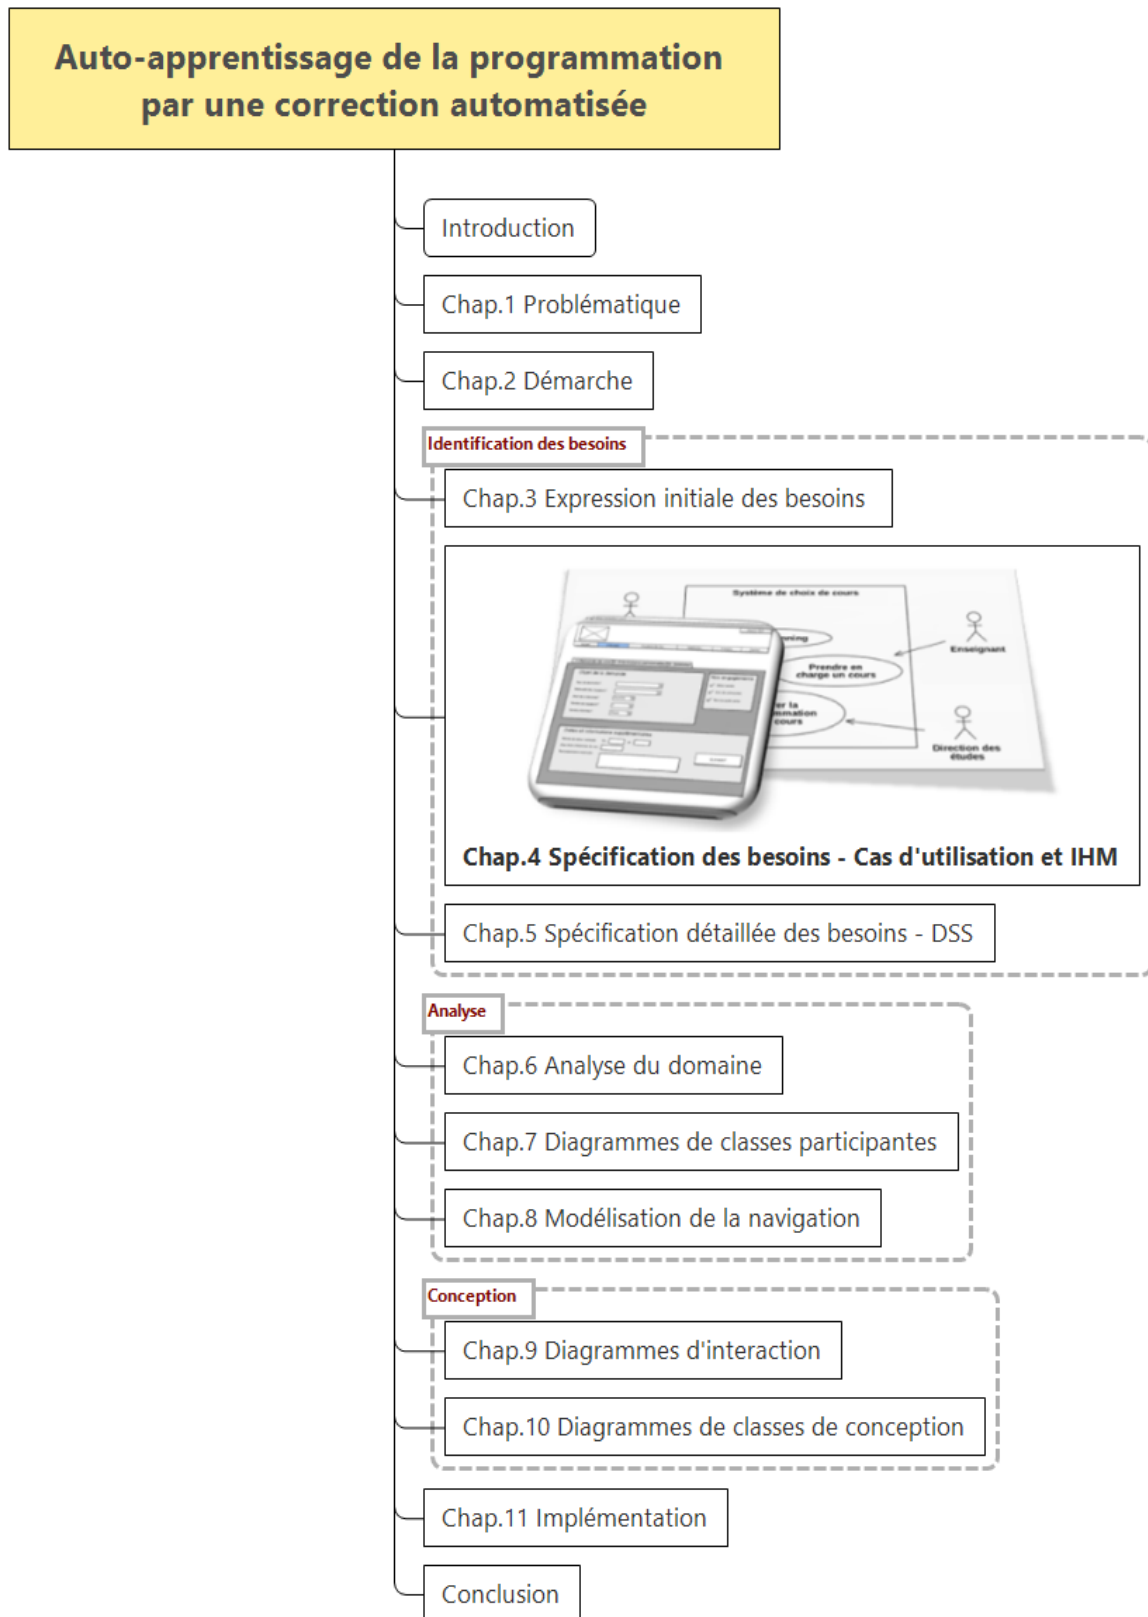 Auto-apprentissage de la programmation
par une correction automatisée
Introduction
Chap.1 Problématique
Chap.2 Démarche
Identification des besoins
Chap.3 Expression initiale des besoins
Système de choix de cours
Enseignant
Prendre en
charge un cours
cours
Direction des
études
Chap.4 Spécification des besoins - Cas d'utilisation et IHM
Chap.5 Spécification détaillée des besoins - DSS
Analyse
Chap.6 Analyse du domaine
Chap.7 Diagrammes de classes participantes
Chap.8 Modélisation de la navigation
Conception
Chap.9 Diagrammes d'interaction
Chap.10 Diagrammes de classes de conception
Chap.11 Implémentation
Conclusion